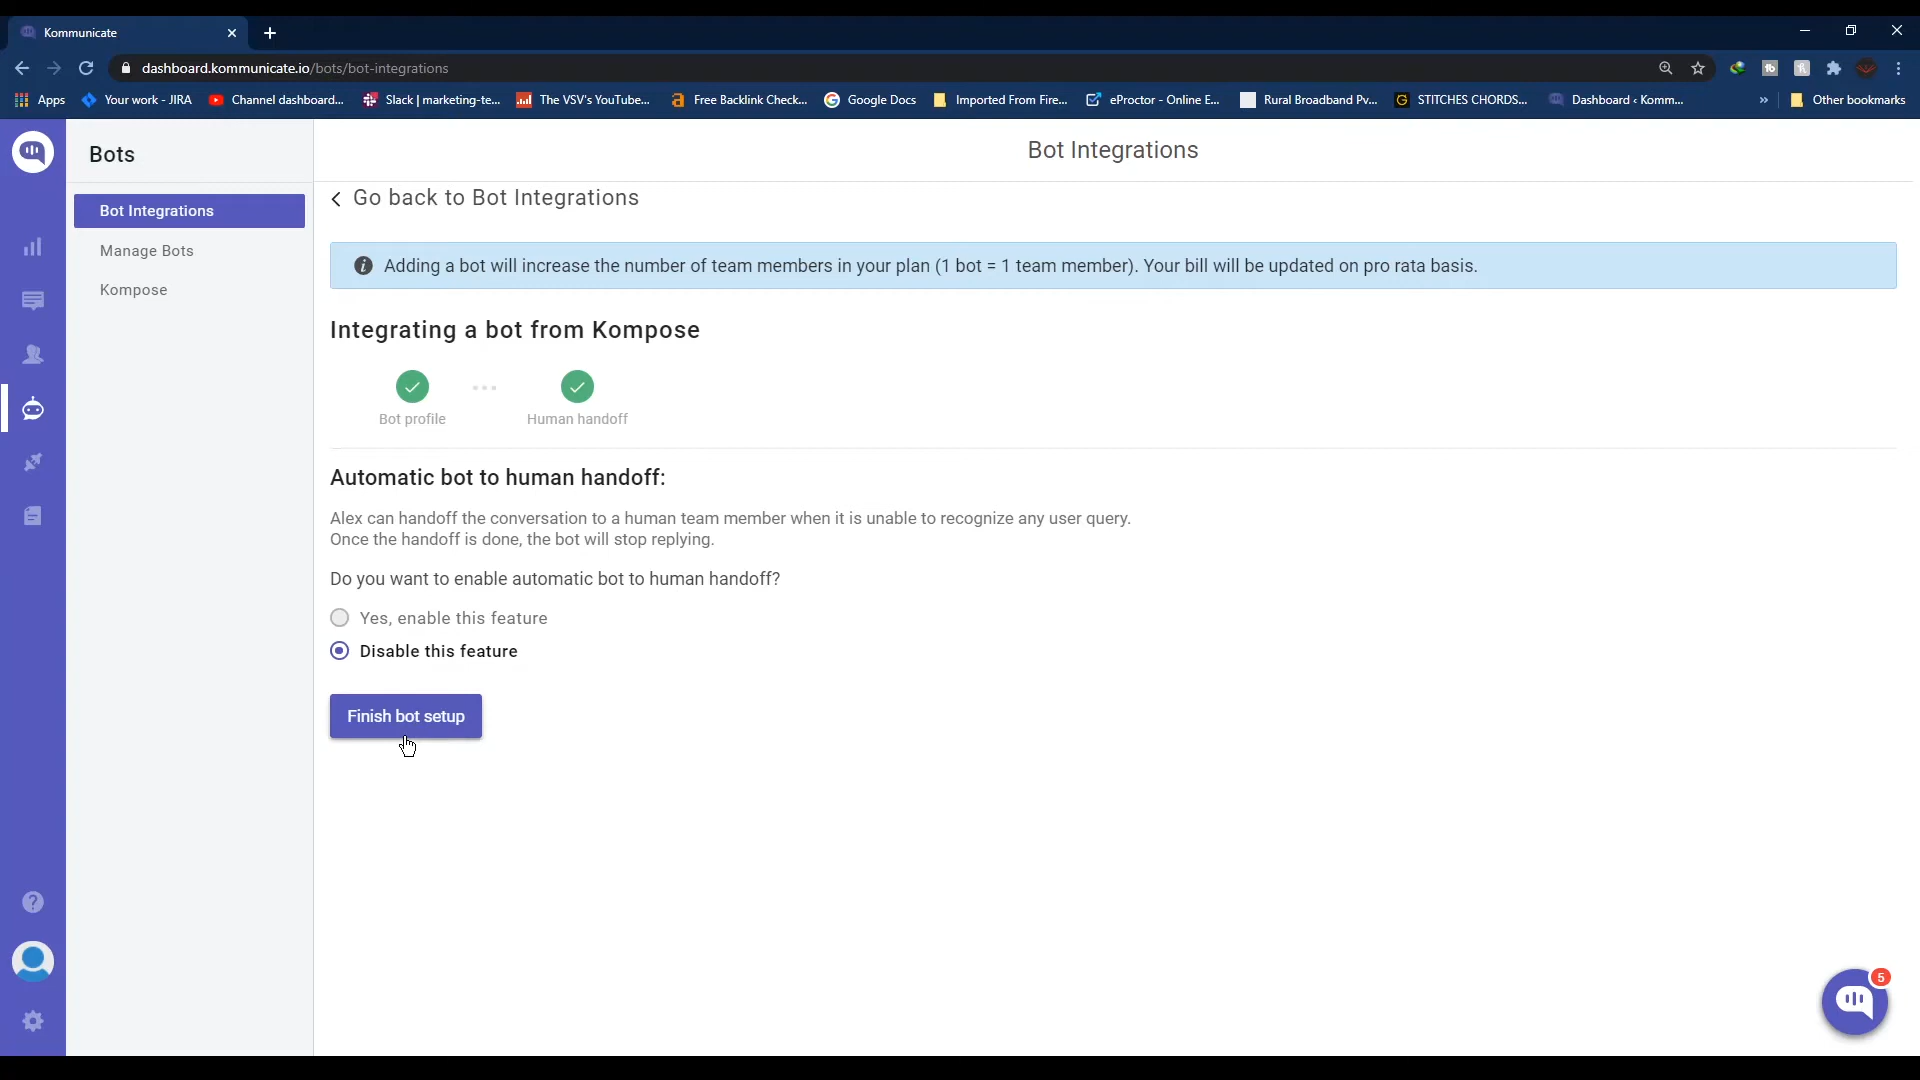 Kommunicate
dashboard.kommunicate.io/bots/bot-integrations
Apps
Your work - JIRA
Channel dashboard...
Slack | marketing-te...
The VSV's YouTube...
Free Backlink Check...
Google Docs
Imported From Fire...
eProctor - Online E...
Rural Broadband Pv...
STITCHES CHORDS...
Dashboard ‹ Komm...
»
Other bookmarks
Bots
Bot Integrations
Manage Bots
Kompose
Bot Integrations
Go back to Bot Integrations
Adding a bot will increase the number of team members in your plan (1 bot = 1 team member). Your bill will be updated on pro rata basis.
Integrating a bot from Kompose
Bot profile
Human handoff
Automatic bot to human handoff:
Alex can handoff the conversation to a human team member when it is unable to recognize any user query.
Once the handoff is done, the bot will stop replying.
Do you want to enable automatic bot to human handoff?
Yes, enable this feature
Disable this feature
Finish bot setup
5